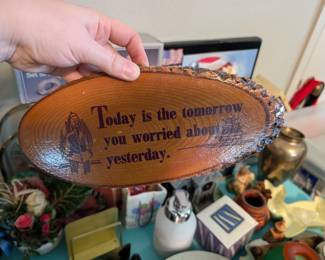 Today is the tomorrow
you worried about
yesterday.